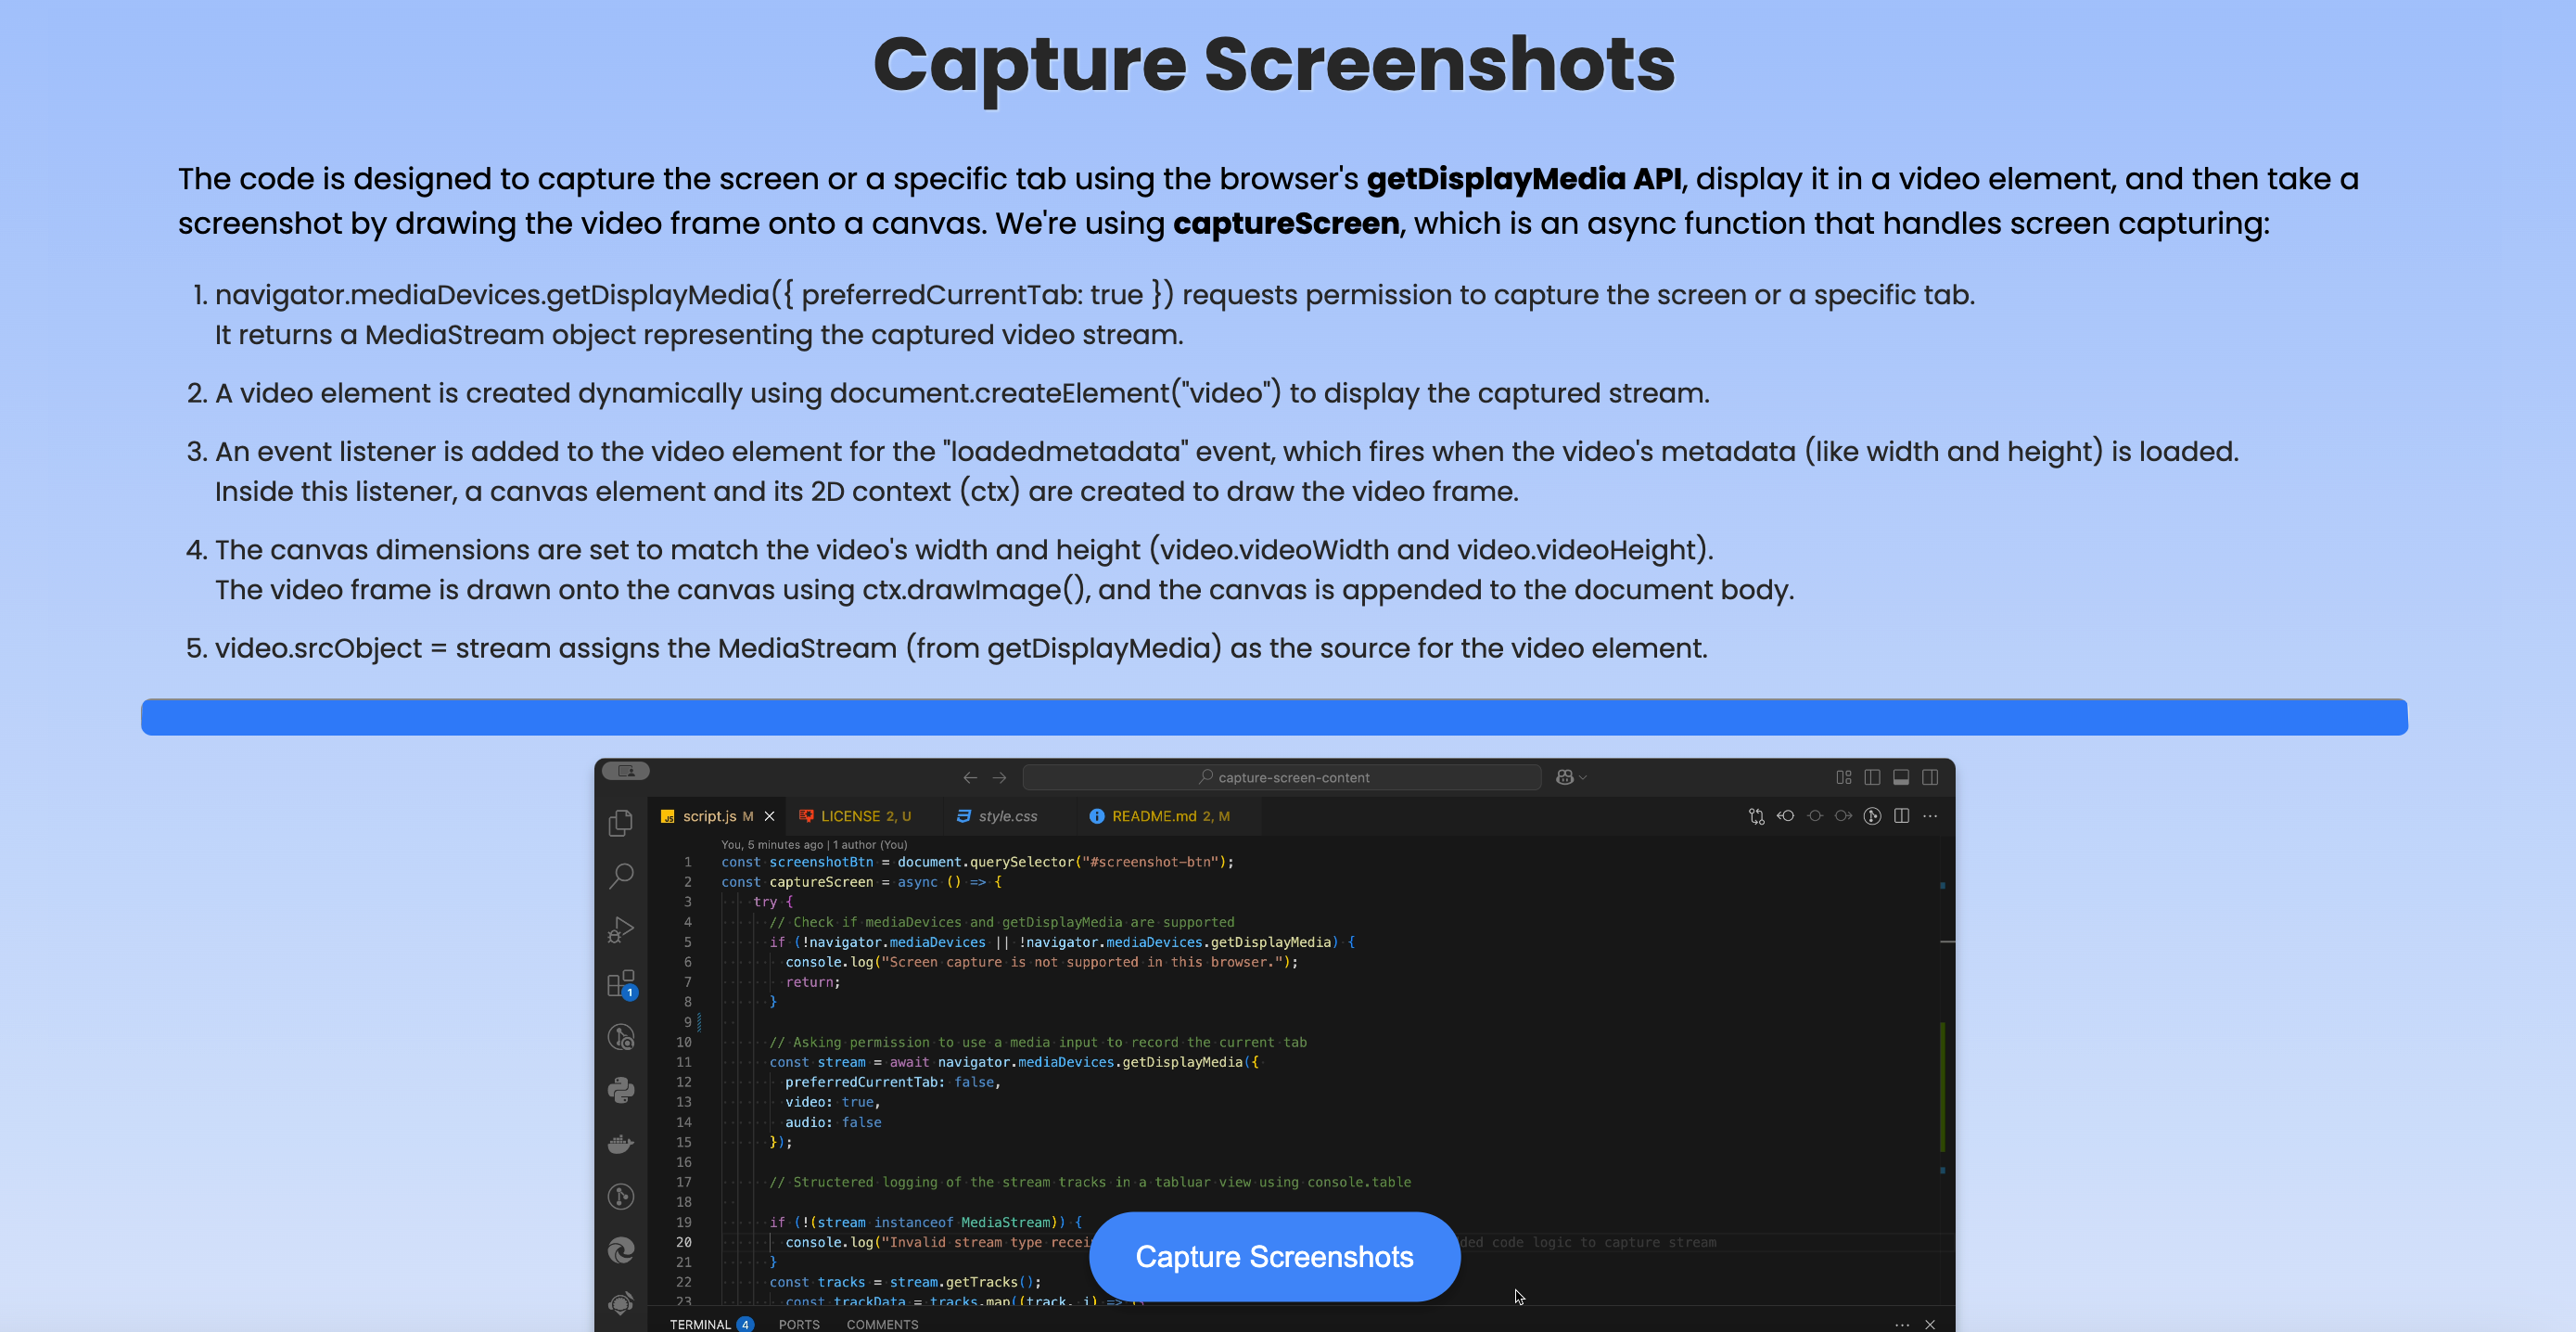 Capture Screenshots
The code is designed to capture the screen or a specific tab using the browser's getDisplayMedia API, display it in a video element, and then take a
screenshot by drawing the video frame onto a canvas. We're using captureScreen, which is an async function that handles screen capturing:
1. navigator.mediaDevices.getDisplayMedia({ preferredCurrentTab: true }) requests permission to capture the screen or a specific tab.
It returns a MediaStream object representing the captured video stream.
2. A video element is created dynamically using document.createElement("video") to display the captured stream.
3. An event listener is added to the video element for the "loadedmetadata" event, which fires when the video's metadata (like width and height) is loaded.
Inside this listener, a canvas element and its 2D context (ctx) are created to draw the video frame.
4. The canvas dimensions are set to match the video's width and height (video.videoWidth and video.videoHeight).
The video frame is drawn onto the canvas using ctx.drawImage(), and the canvas is appended to the document body.
5. video.srcObject = stream assigns the MediaStream (from getDisplayMedia) as the source for the video element.
capture-screen-content
script.js M LICENSE 2, U style.css README.md 2, M
You, 5 minutes ago | 1 author (You)
1 const screenshotBtn = document.querySelector("#screenshot-btn");
2 const captureScreen = async () => {
3 try {
4 // Check if mediaDevices and getDisplayMedia are supported
5 if (!navigator.mediaDevices || !navigator.mediaDevices.getDisplayMedia) {
6 console.log("Screen capture is not supported in this browser.");
7 return;
8 }
9
10 // Asking permission to use a media input to record the current tab
11 const stream = await navigator.mediaDevices.getDisplayMedia({
12 preferredCurrentTab: false,
13 video: true,
14 audio: false
15 });
16
17 // Structered logging of the stream tracks in a tabluar view using console.table
18
19 if (!(stream instanceof MediaStream)) {
20 console.log("Invalid stream type code logic to capture stream
21 }
22 const tracks = stream.getTracks();
23 const trackData = tracks.map((track, i) => ({
Capture Screenshots
1
TERMINAL 4 PORTS COMMENTS